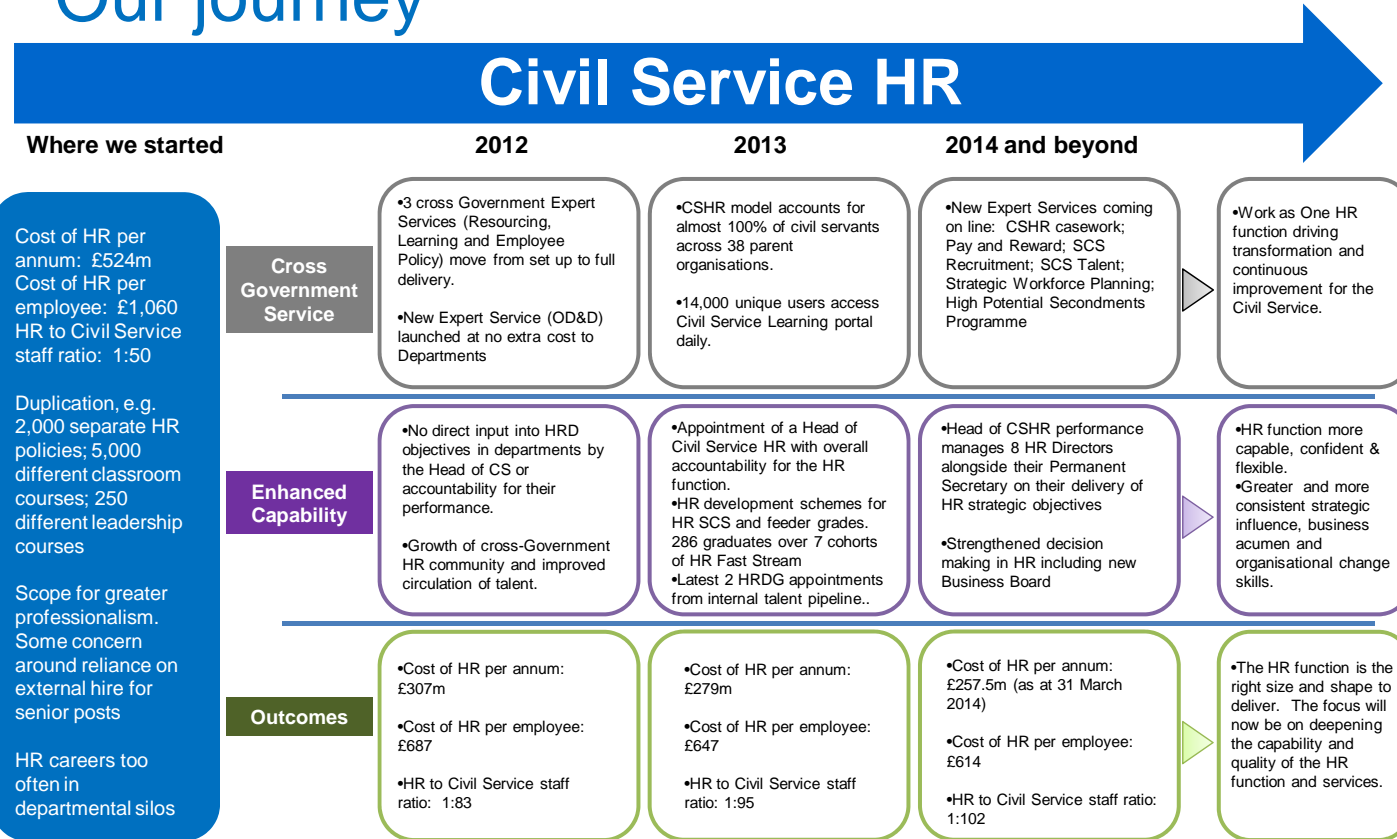 Our journey
Civil Service HR
Where we started
2012
2013
2014 and beyond
Cost of HR per
annum: £524m
Cost of HR per
employee: £1,060
HR to Civil Service
staff ratio: 1:50
Duplication, e.g.
2,000 separate HR
policies; 5,000
different classroom
courses; 250
different leadership
courses
Scope for greater
professionalism.
Some concern
around reliance on
external hire for
senior posts
HR careers too
often in
departmental silos
Cross
Government
Service
•3 cross Government Expert
Services (Resourcing,
Learning and Employee
Policy) move from set up to full
delivery.
•New Expert Service (OD&D)
launched at no extra cost to
Departments
•CSHR model accounts for
almost 100% of civil servants
across 38 parent
organisations.
•14,000 unique users access
Civil Service Learning portal
daily.
•New Expert Services coming
on line: CSHR casework;
Pay and Reward; SCS
Recruitment; SCS Talent;
Strategic Workforce Planning;
High Potential Secondments
Programme
•Work as One HR
function driving
transformation and
continuous
improvement for the
Civil Service.
Enhanced
Capability
•No direct input into HRD
objectives in departments by
the Head of CS or
accountability for their
performance.
•Growth of cross-Government
HR community and improved
circulation of talent.
•Appointment of a Head of
Civil Service HR with overall
accountability for the HR
function.
•HR development schemes for
HR SCS and feeder grades.
286 graduates over 7 cohorts
of HR Fast Stream
•Latest 2 HRDG appointments
from internal talent pipeline..
•Head of CSHR performance
manages 8 HR Directors
alongside their Permanent
Secretary on their delivery of
HR strategic objectives
•Strengthened decision
making in HR including new
Business Board
•HR function more
capable, confident &
flexible.
•Greater and more
consistent strategic
influence, business
acumen and
organisational change
skills.
Outcomes
•Cost of HR per annum:
£307m
•Cost of HR per employee:
£687
•HR to Civil Service staff
ratio: 1:83
•Cost of HR per annum:
£279m
•Cost of HR per employee:
£647
•HR to Civil Service staff
ratio: 1:95
•Cost of HR per annum:
£257.5m (as at 31 March
2014)
•Cost of HR per employee:
£614
•HR to Civil Service staff ratio:
1:102
•The HR function is the
right size and shape to
deliver. The focus will
now be on deepening
the capability and
quality of the HR
function and services.